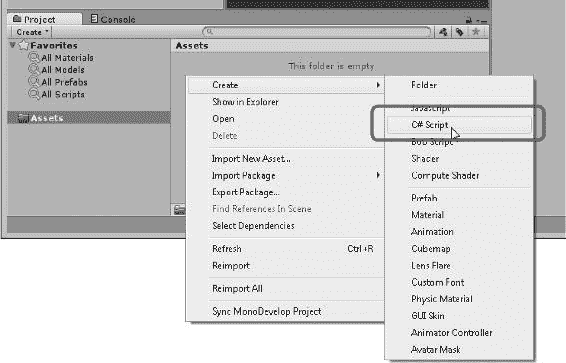 Project
Console
Create
Favorites
All Materials
All Models
All Prefabs
All Scripts
Assets
Assets
This folder is empty
Create
Show in Explorer
Open
Delete
Import New Asset...
Import Package
Export Package...
Find References In Scene
Select Dependencies
Refresh Ctrl+R
Reimport
Reimport All
Sync MonoDevelop Project
Folder
Javascript
C# Script
Boo Script
Shader
Compute Shader
Prefab
Material
Animation
Cubemap
Lens Flare
Custom Font
Physic Material
GUI Skin
Animator Controller
Avatar Mask